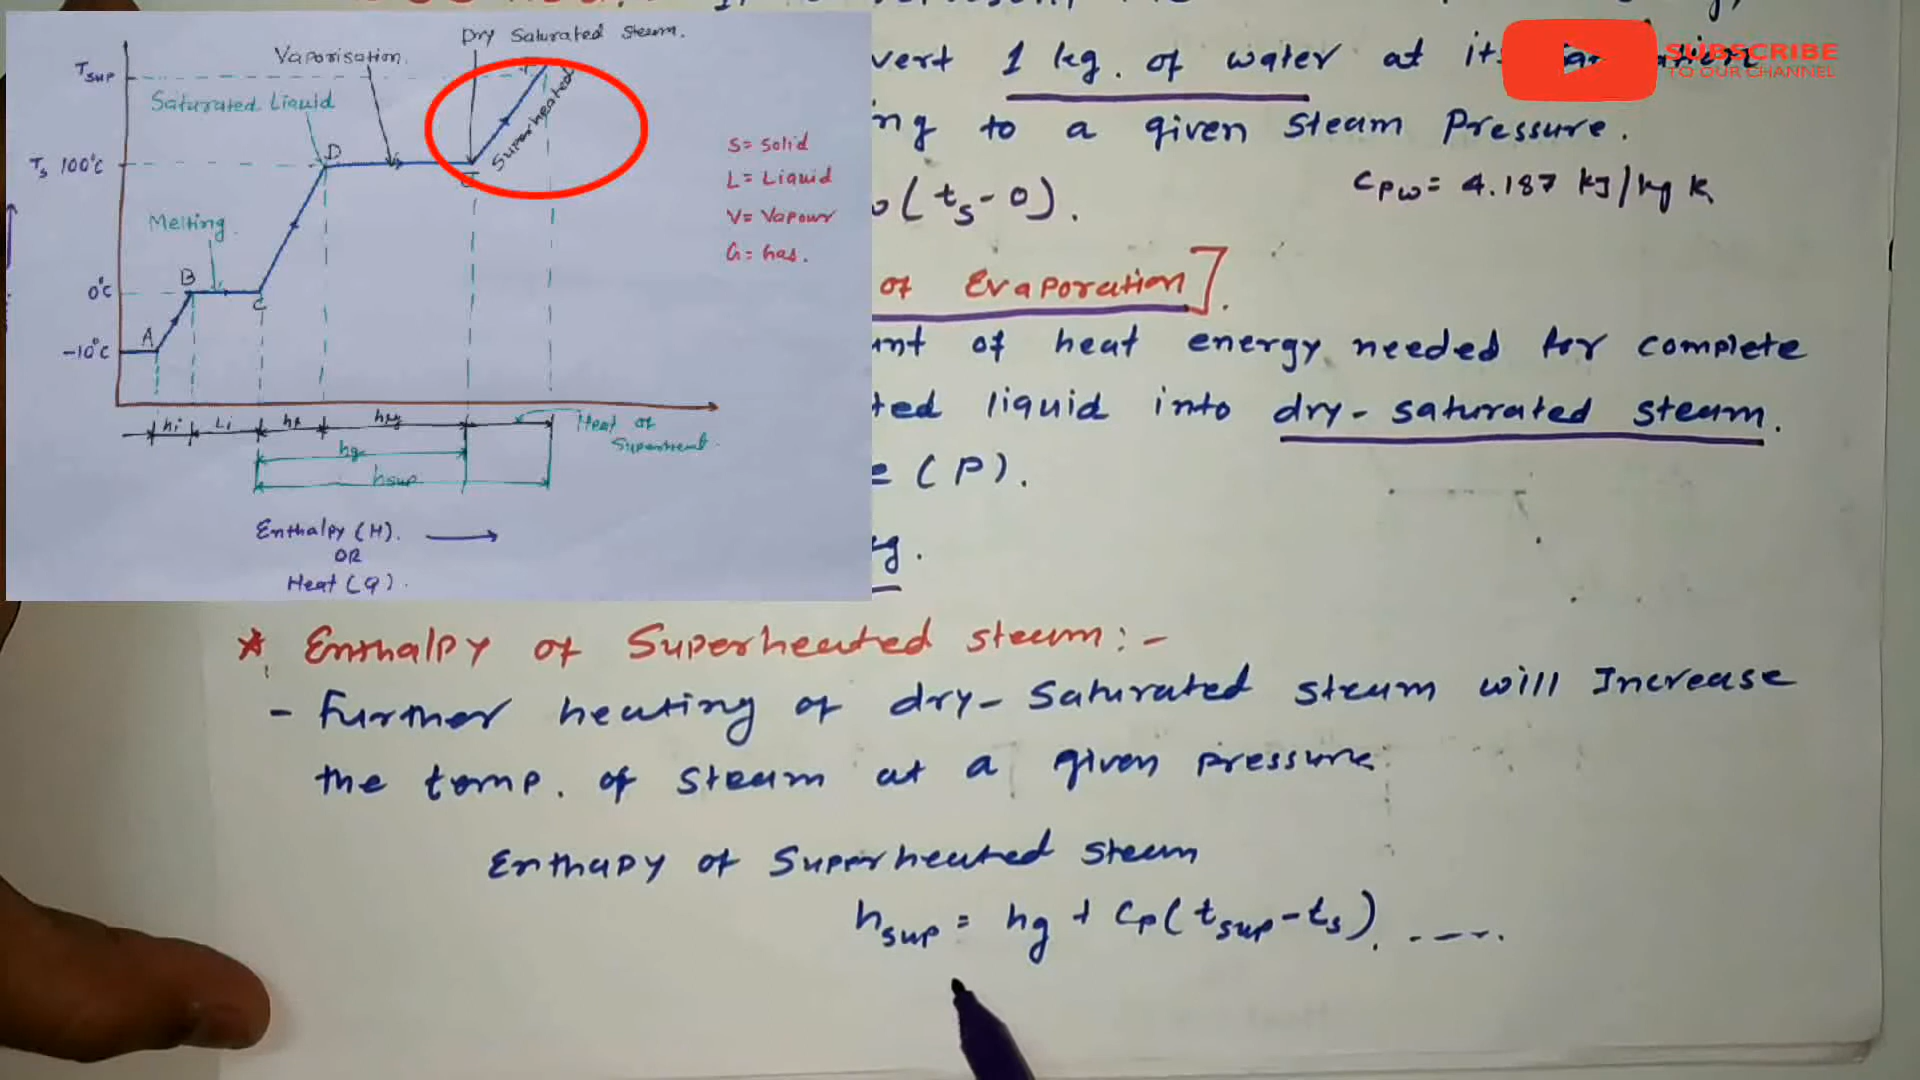 Dry Saturated Steam.
Vaporisation.
Tsup
Saturated Liquid
Superheated
D
Ts 100°C
S = Solid
L = Liquid
V = Vapour
G = Gas.
Melting
B
0°C
C
A
-10°C
hi Li hf hfg Heat of
Superheat.
hg
hsup
Enthalpy (H).
OR
Heat (Q).
SUBSCRIBE
TO OUR CHANNEL
vert 1 kg. of water at its
ng to a given Steam Pressure.
(ts-0).
Cpw = 4.187 kJ/kg K
of Evaporation].
unt of heat energy needed for complete
ted liquid into dry-saturated steam.
e (P).
g.
* Enthalpy of Superheated steam:-
- Further heating of dry-saturated steam will Increase
the temp. of steam at a given pressure.
Enthapy of Superheated steam
hsup = hg + Cp(tsup-ts). ----.